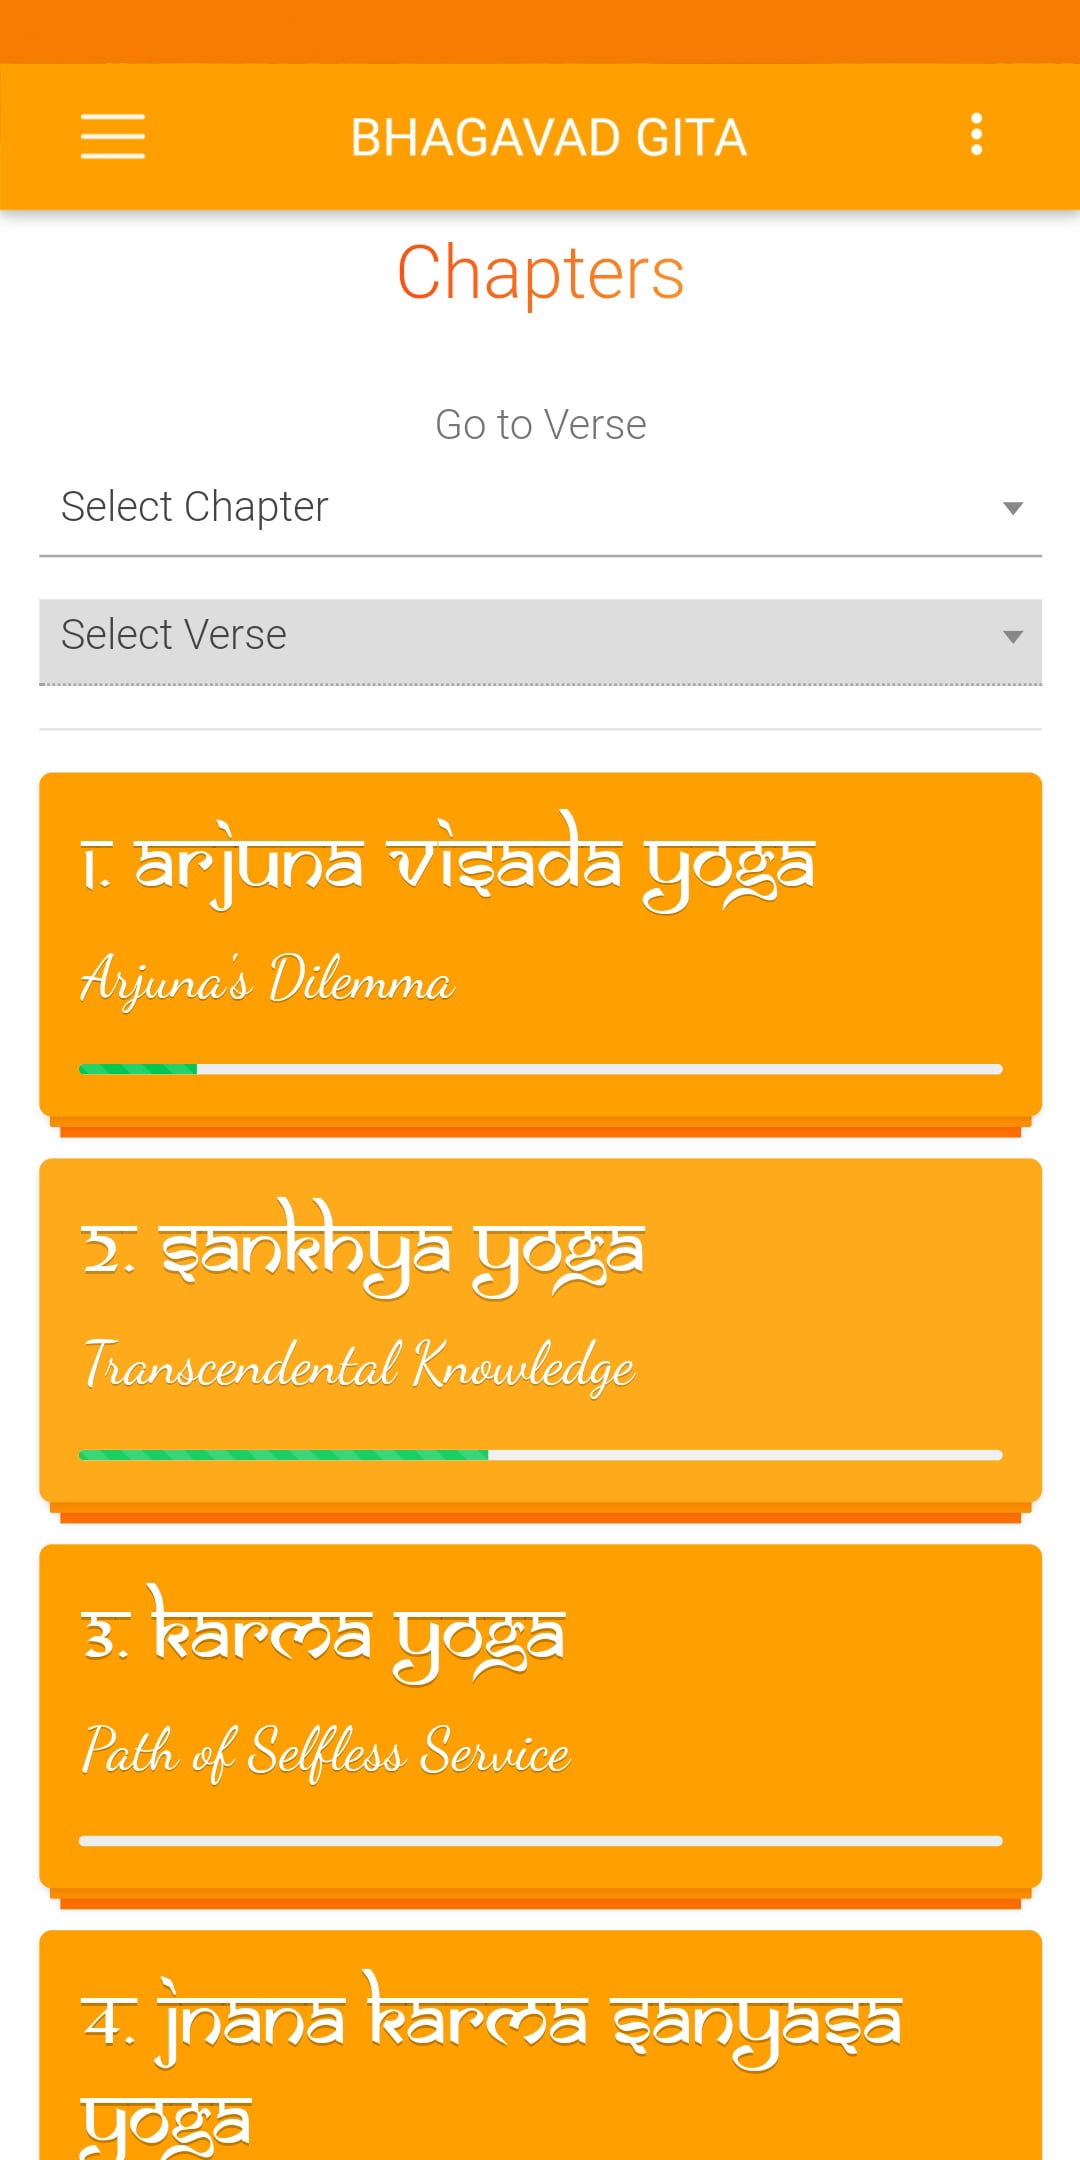 BHAGAVAD GITA
Chapters
Go to Verse
Select Chapter
Select Verse
1. arjuna visada yoga
Arjuna's Dilemma
2. sankhya yoga
Transcendental Knowledge
3. karma yoga
Path of Selfless Service
4. jnana karma sanyasa
yoga